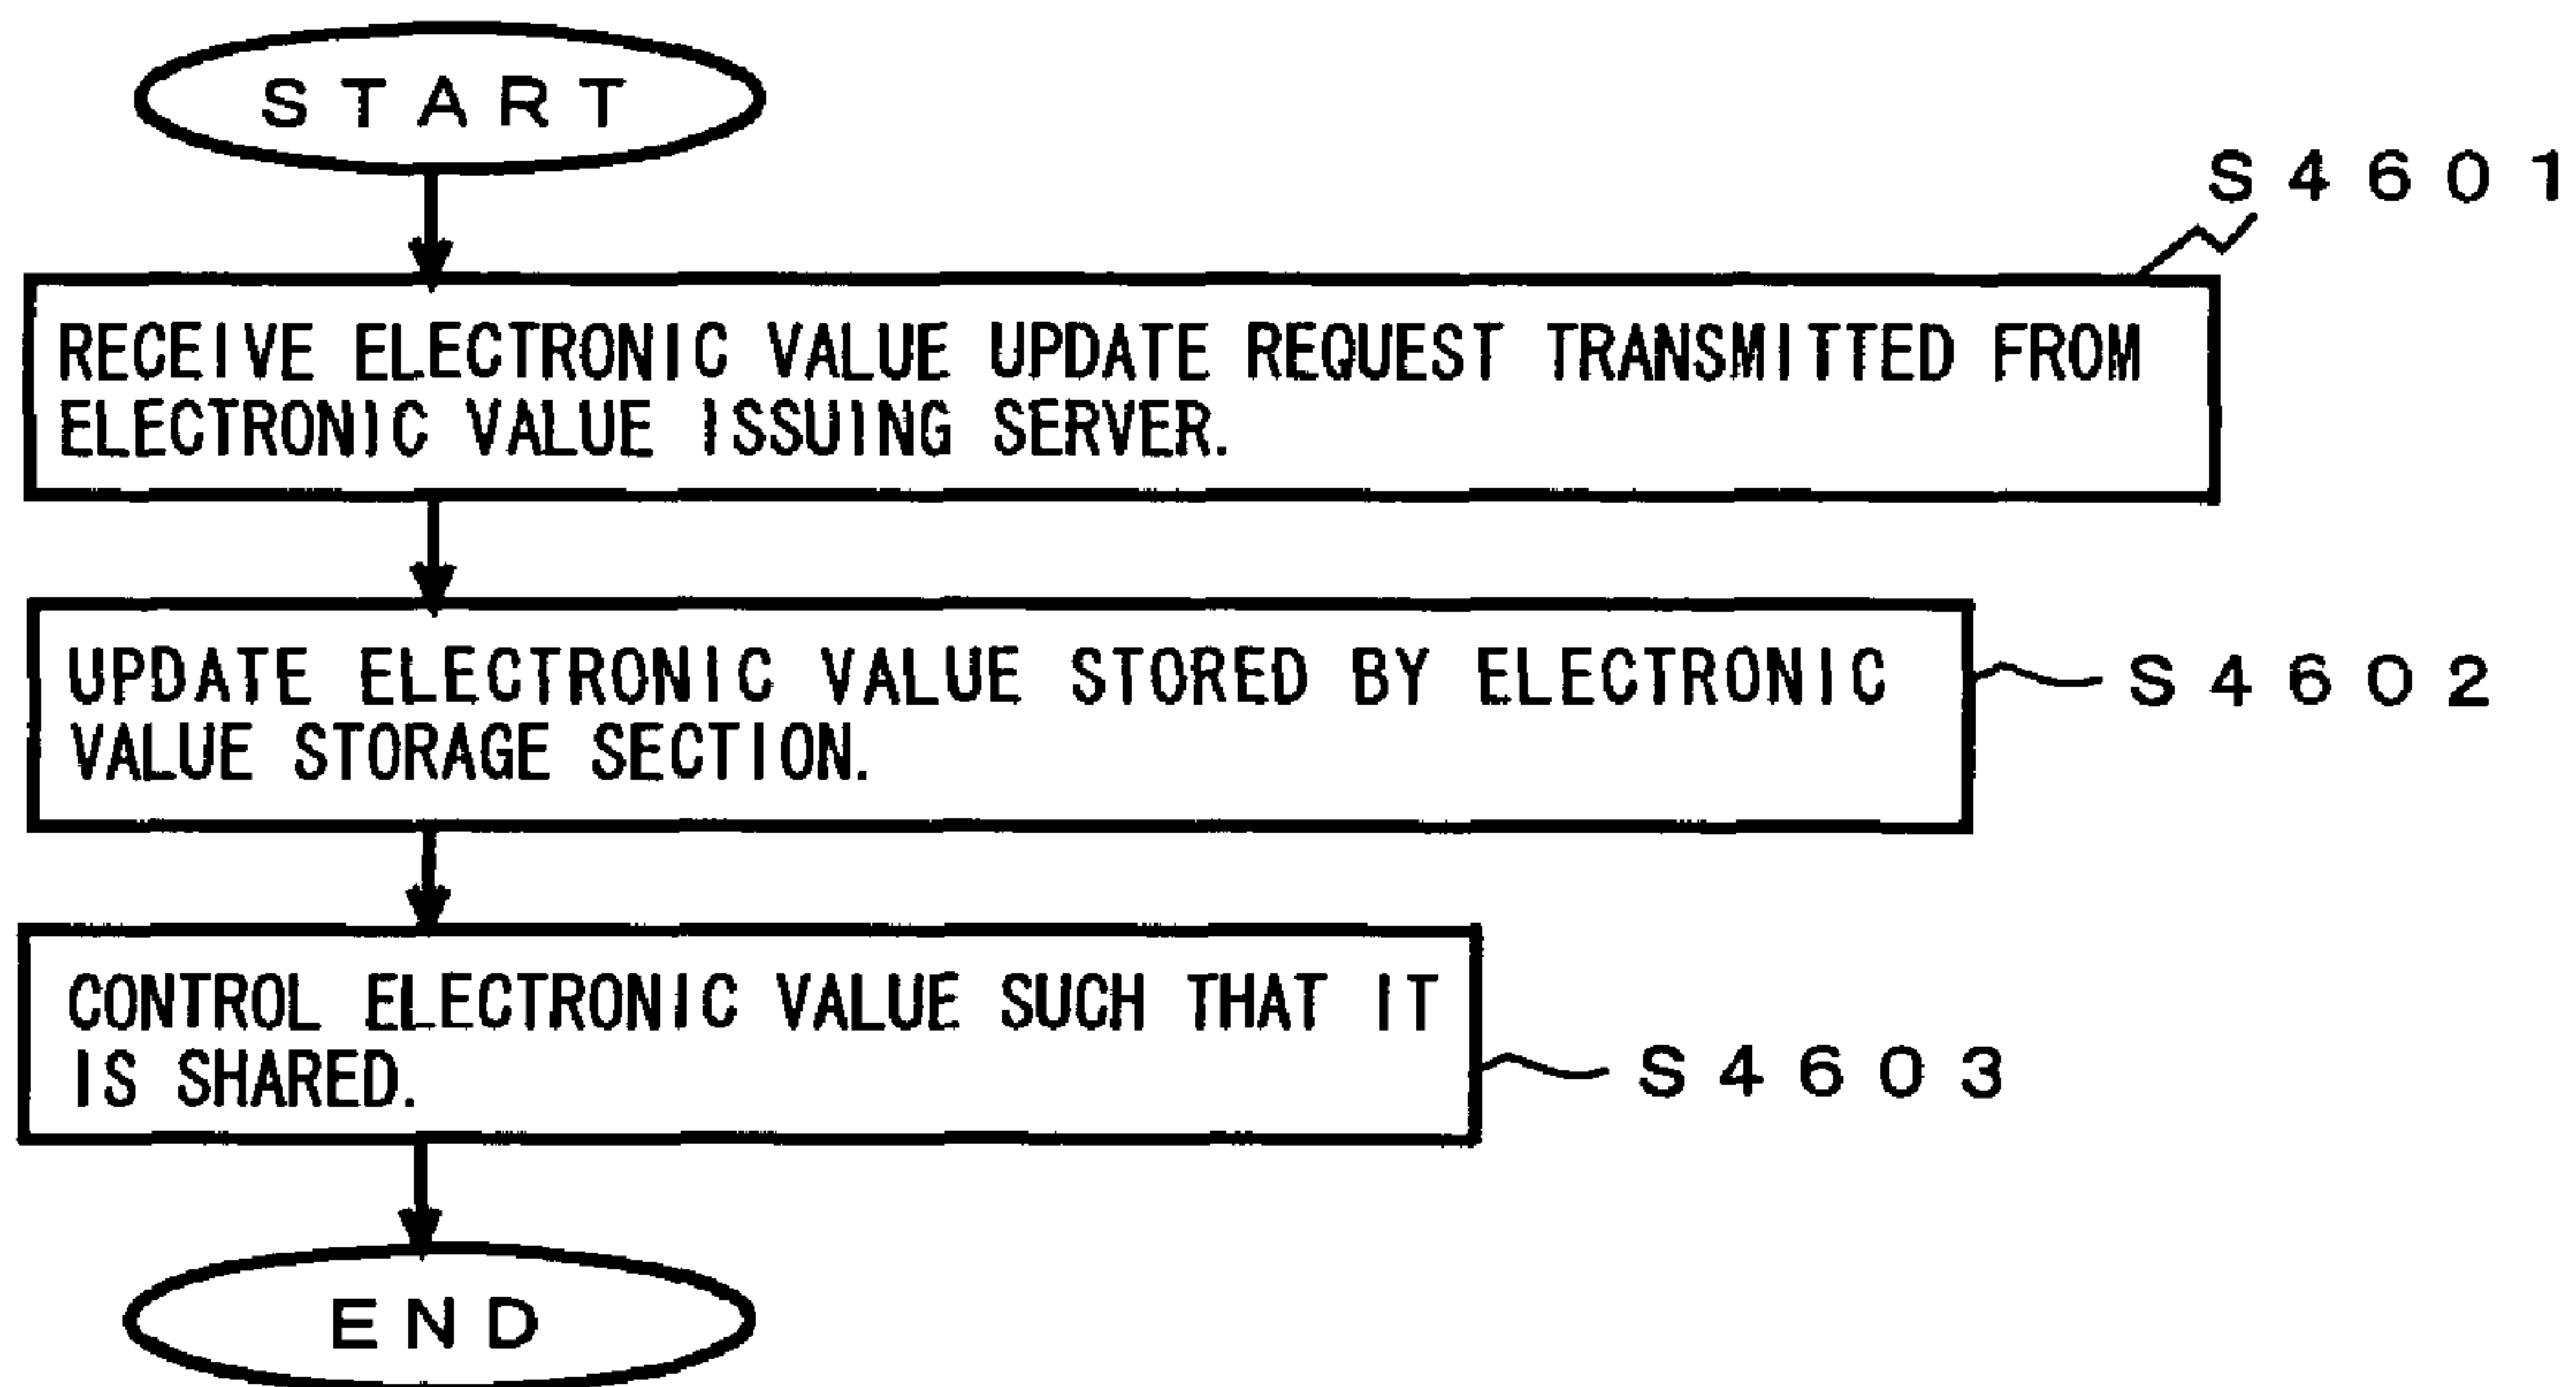 START
S4601
RECEIVE ELECTRONIC VALUE UPDATE REQUEST TRANSMITTED FROM
ELECTRONIC VALUE ISSUING SERVER.
UPDATE ELECTRONIC VALUE STORED BY ELECTRONIC
VALUE STORAGE SECTION.
S4602
CONTROL ELECTRONIC VALUE SUCH THAT IT
IS SHARED.
S4603
END